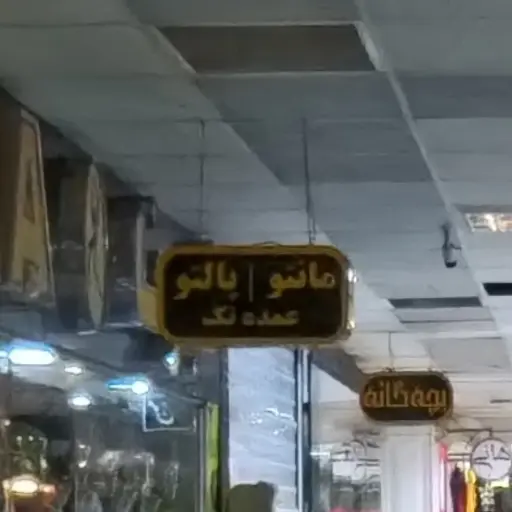 مانتو | پالتو
عمده تک
بچه گانه